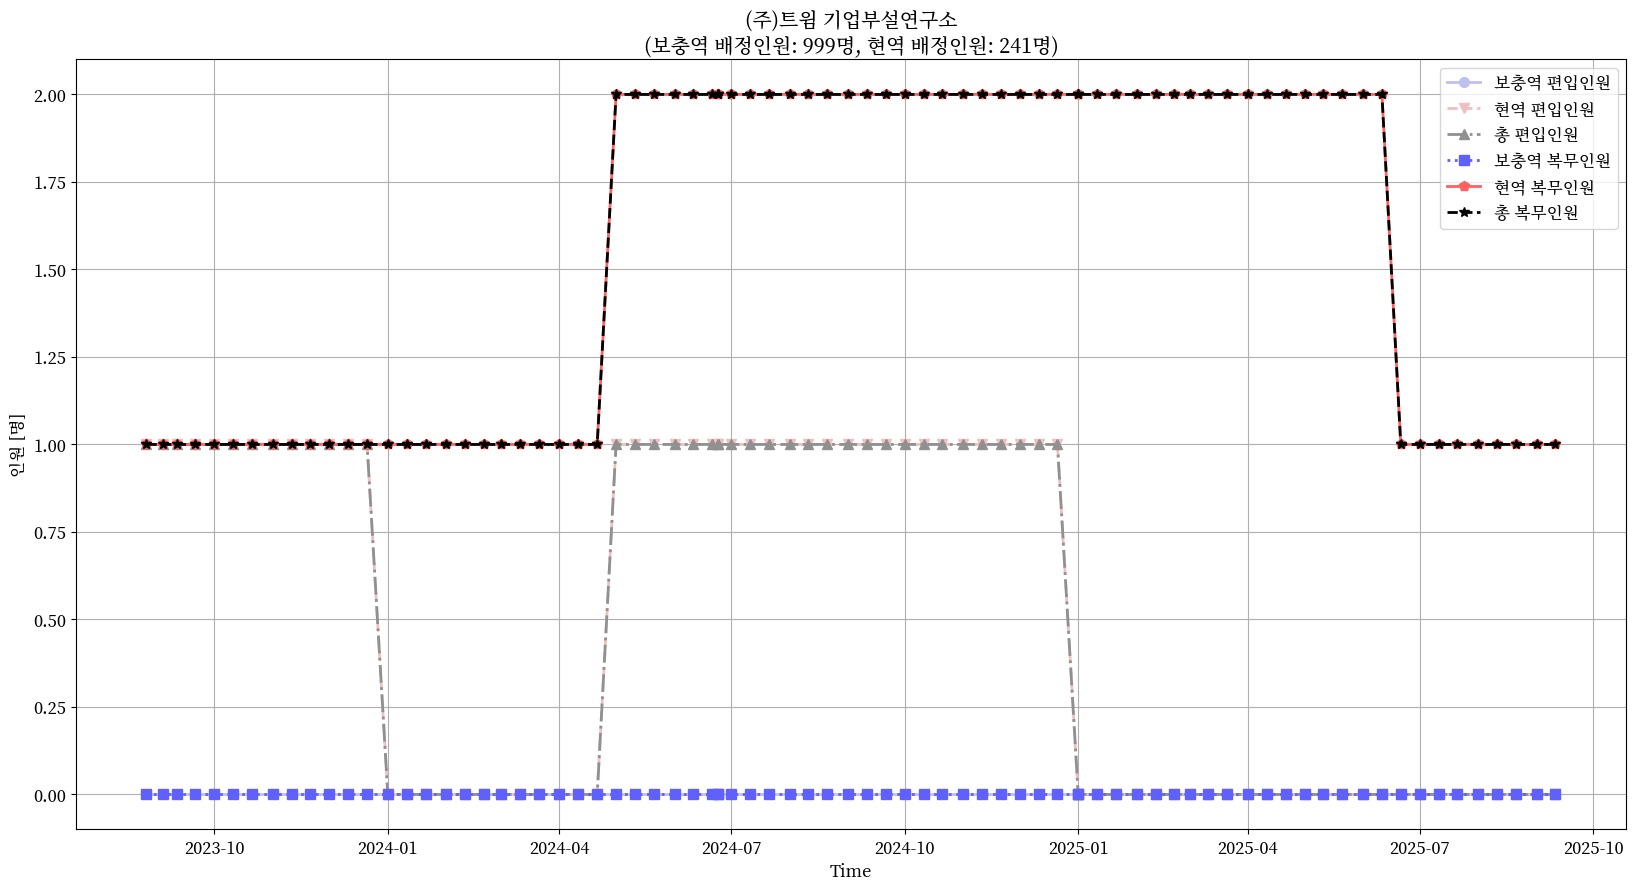 (주)트윔 기업부설연구소
(보충역 배정인원: 999명, 현역 배정인원: 241명)
보충역 편입인원
현역 편입인원
총 편입인원
보충역 복무인원
현역 복무인원
총 복무인원
인원 [명]
2.00
1.75
1.50
1.25
1.00
0.75
0.50
0.25
0.00
2023-10
2024-01
2024-04
2024-07
2024-10
2025-01
2025-04
2025-07
2025-10
Time